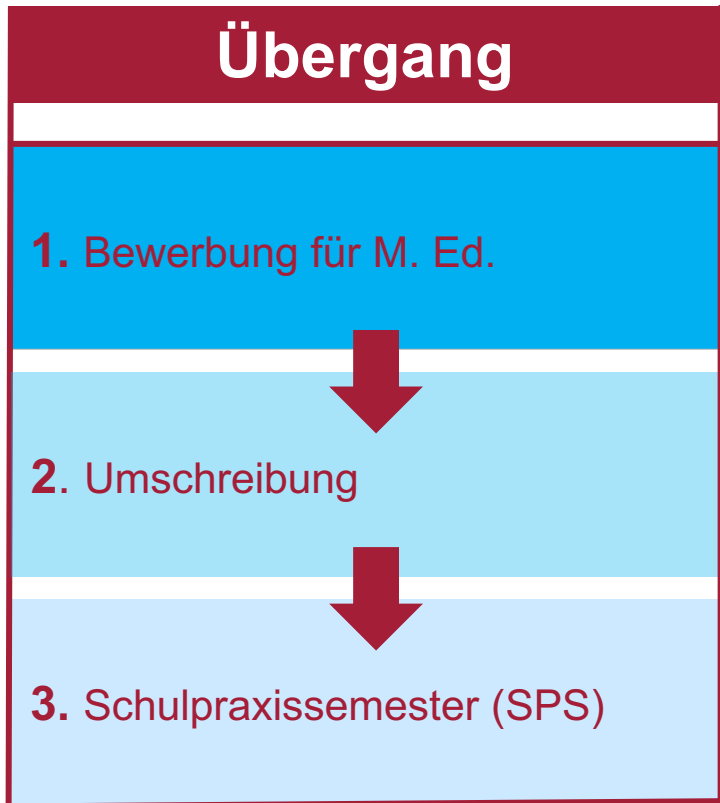 Übergang
1. Bewerbung für M. Ed.
2. Umschreibung
3. Schulpraxissemester (SPS)